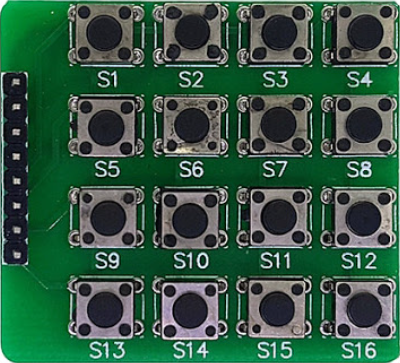 S1 S2 S3 S4
S5 S6 S7 S8
S9 S10 S11 S12
S13 S14 S15 S16